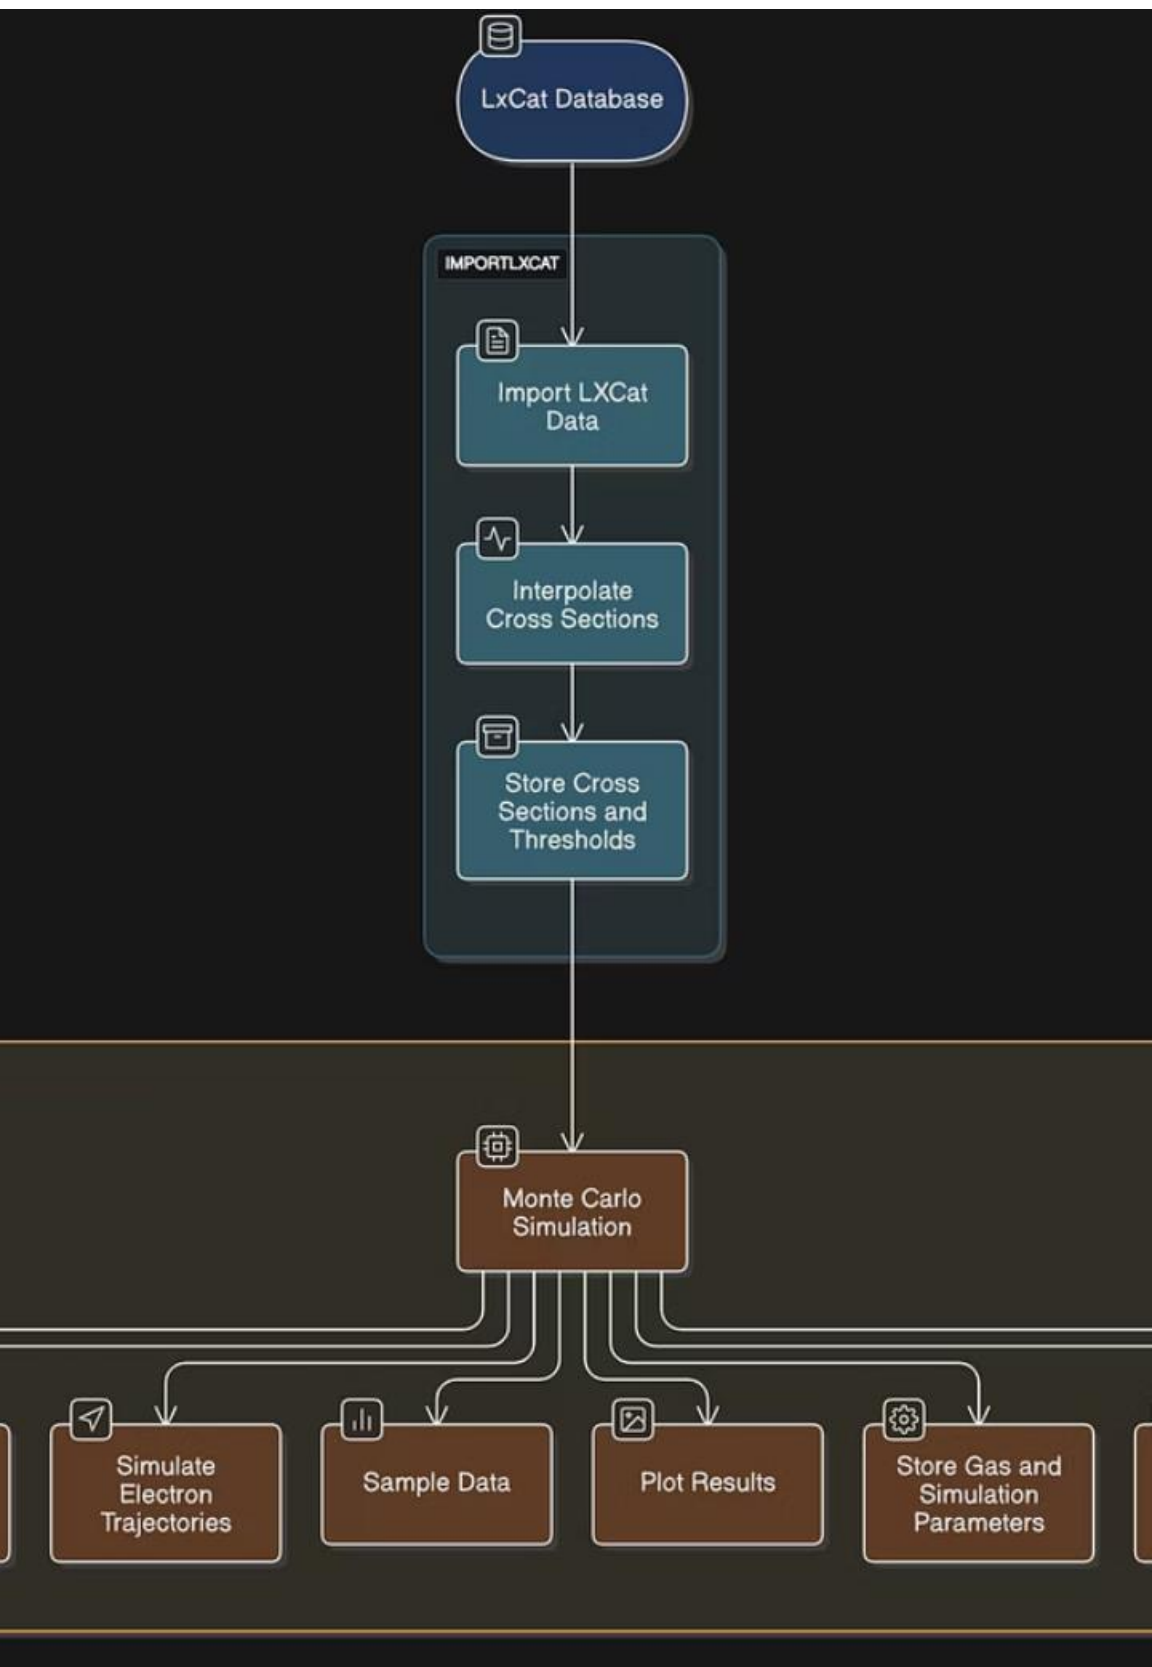 LxCat Database
IMPORTLXCAT
Import LXCat
Data
Interpolate
Cross Sections
Store Cross
Sections and
Thresholds
Monte Carlo
Simulation
Simulate
Electron
Trajectories
Sample Data
Plot Results
Store Gas and
Simulation
Parameters